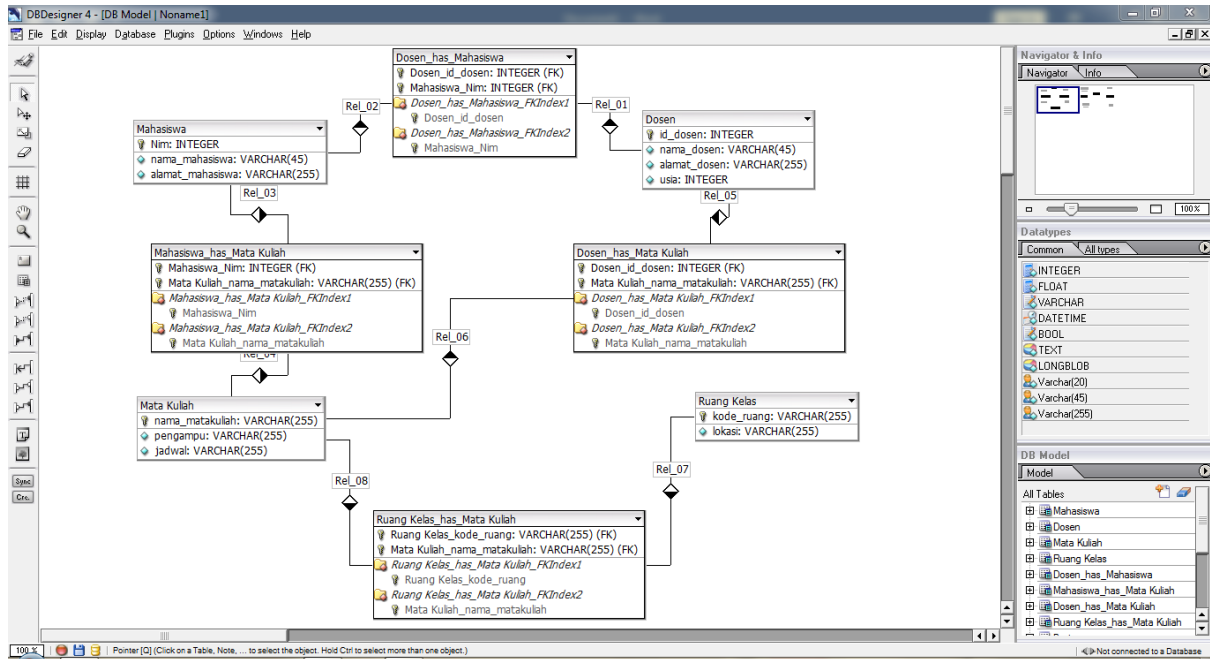 DBDesigner 4 - [DB Model | Noname1]
File Edit Display Database Plugins Options Windows Help
Dosen_has_Mahasiswa
Dosen_id_dosen: INTEGER (FK)
Mahasiswa_Nim: INTEGER (FK)
Dosen_has_Mahasiswa_FKIndex1
Dosen_id_dosen
Dosen_has_Mahasiswa_FKIndex2
Mahasiswa_Nim
Rel_02
Rel_01
Mahasiswa
Nim: INTEGER
nama_mahasiswa: VARCHAR(45)
alamat_mahasiswa: VARCHAR(255)
Dosen
id_dosen: INTEGER
nama_dosen: VARCHAR(45)
alamat_dosen: VARCHAR(255)
usia: INTEGER
Rel_03
Rel_05
Mahasiswa_has_Mata Kuliah
Mahasiswa_Nim: INTEGER (FK)
Mata Kuliah_nama_matakuliah: VARCHAR(255) (FK)
Mahasiswa_has_Mata Kuliah_FKIndex1
Mahasiswa_Nim
Mahasiswa_has_Mata Kuliah_FKIndex2
Mata Kuliah_nama_matakuliah
Dosen_has_Mata Kuliah
Dosen_id_dosen: INTEGER (FK)
Mata Kuliah_nama_matakuliah: VARCHAR(255) (FK)
Dosen_has_Mata Kuliah_FKIndex1
Dosen_id_dosen
Dosen_has_Mata Kuliah_FKIndex2
Mata Kuliah_nama_matakuliah
Rel_06
Rel_04
Mata Kuliah
nama_matakuliah: VARCHAR(255)
pengampu: VARCHAR(255)
jadwal: VARCHAR(255)
Ruang Kelas
kode_ruang: VARCHAR(255)
lokasi: VARCHAR(255)
Rel_08
Rel_07
Ruang Kelas_has_Mata Kuliah
Ruang Kelas_kode_ruang: VARCHAR(255) (FK)
Mata Kuliah_nama_matakuliah: VARCHAR(255) (FK)
Ruang Kelas_has_Mata Kuliah_FKIndex1
Ruang Kelas_kode_ruang
Ruang Kelas_has_Mata Kuliah_FKIndex2
Mata Kuliah_nama_matakuliah
Sync
Cre.
Navigator & Info
Navigator Info
100%
Datatypes
Common All types
INTEGER
FLOAT
VARCHAR
DATETIME
BOOL
TEXT
LONGBLOB
Varchar(20)
Varchar(45)
Varchar(255)
DB Model
Model
All Tables
Mahasiswa
Dosen
Mata Kuliah
Ruang Kelas
Dosen_has_Mahasiswa
Mahasiswa_has_Mata Kuliah
Dosen_has_Mata Kuliah
Ruang Kelas_has_Mata Kuliah
100 % Pointer [Q] (Click on a Table, Note, ... to select the object. Hold Ctrl to select more than one object.)
Not connected to a Database